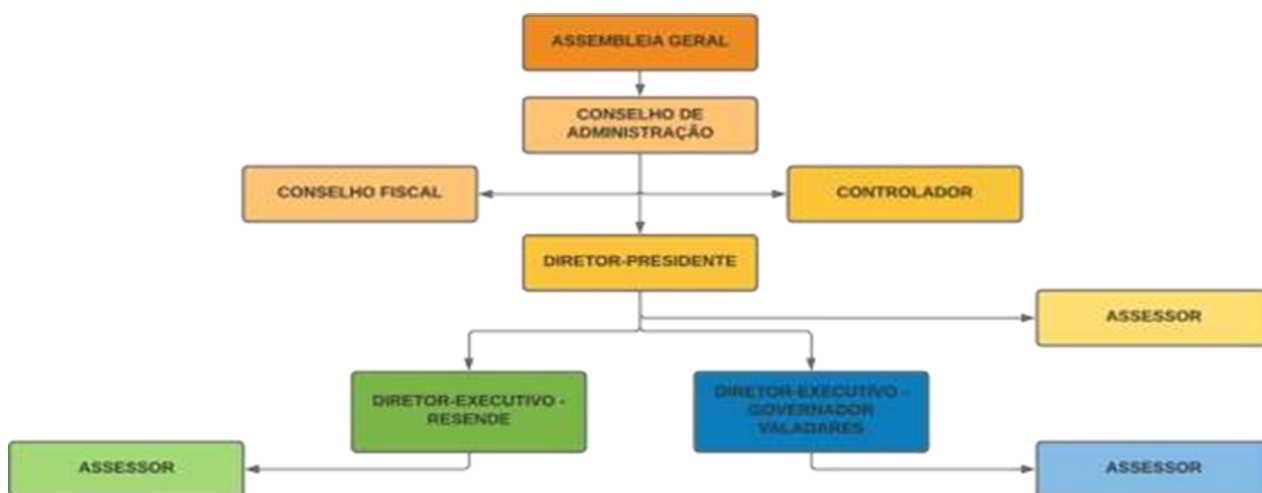 ASSEMBLEIA GERAL
CONSELHO DE
ADMINISTRAÇÃO
CONSELHO FISCAL
CONTROLADOR
DIRETOR-PRESIDENTE
ASSESSOR
DIRETOR-EXECUTIVO -
RESENDE
DIRETOR-EXECUTIVO -
GOVERNADOR
VALADARES
ASSESSOR
ASSESSOR